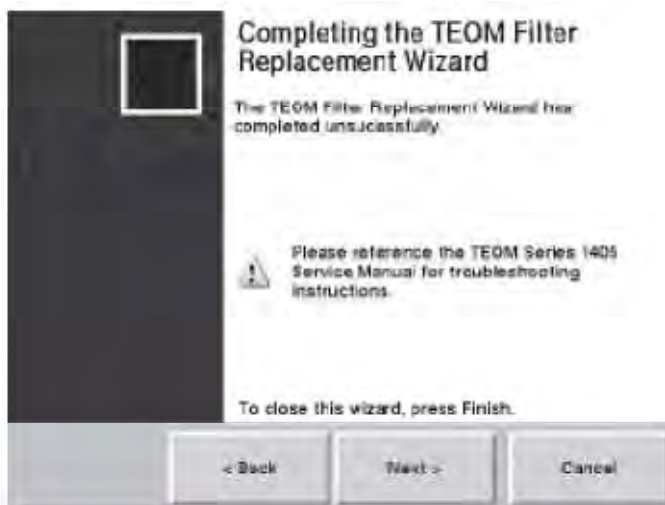 Completing the TEOM Filter
Replacement Wizard
The TEOM Filter Replacement Wizard has
completed unsucessfully.
Please reference the TEOM Series 1405
Service Manual for troubleshooting
instructions.
To close this wizard, press Finish.
< Back
Next >
Cancel